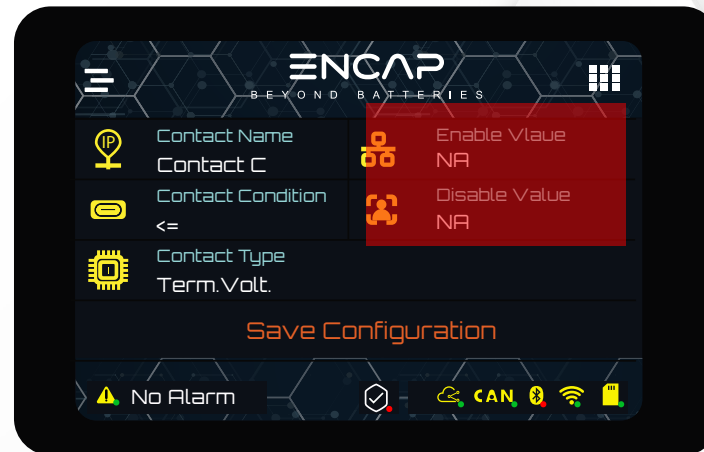 ENCAP
BEYOND BATTERIES
IP
Contact Name
Contact C
Enable Vlaue
NA
Contact Condition
<=
Disable Value
NA
Contact Type
Term.Volt.
Save Configuration
No Alarm
CAN